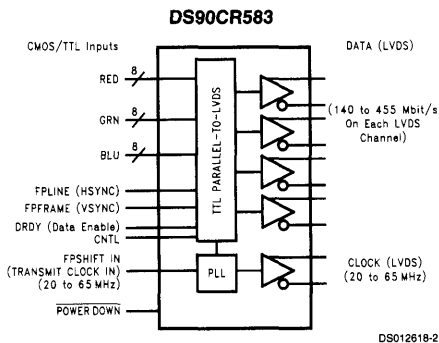 DS90CR583
CMOS/TTL Inputs
DATA (LVDS)
RED
8
GRN
8
BLU
8
FPLINE (HSYNC)
FPFRAME (VSYNC)
DRDY (Data Enable)
CNTL
FPSHIFT IN
(TRANSMIT CLOCK IN)
(20 to 65 MHz)
POWER DOWN
TTL PARALLEL-TO-LVDS
PLL
(140 to 455 Mbit/s
On Each LVDS
Channel)
CLOCK (LVDS)
(20 to 65 MHz)
DS012618-2